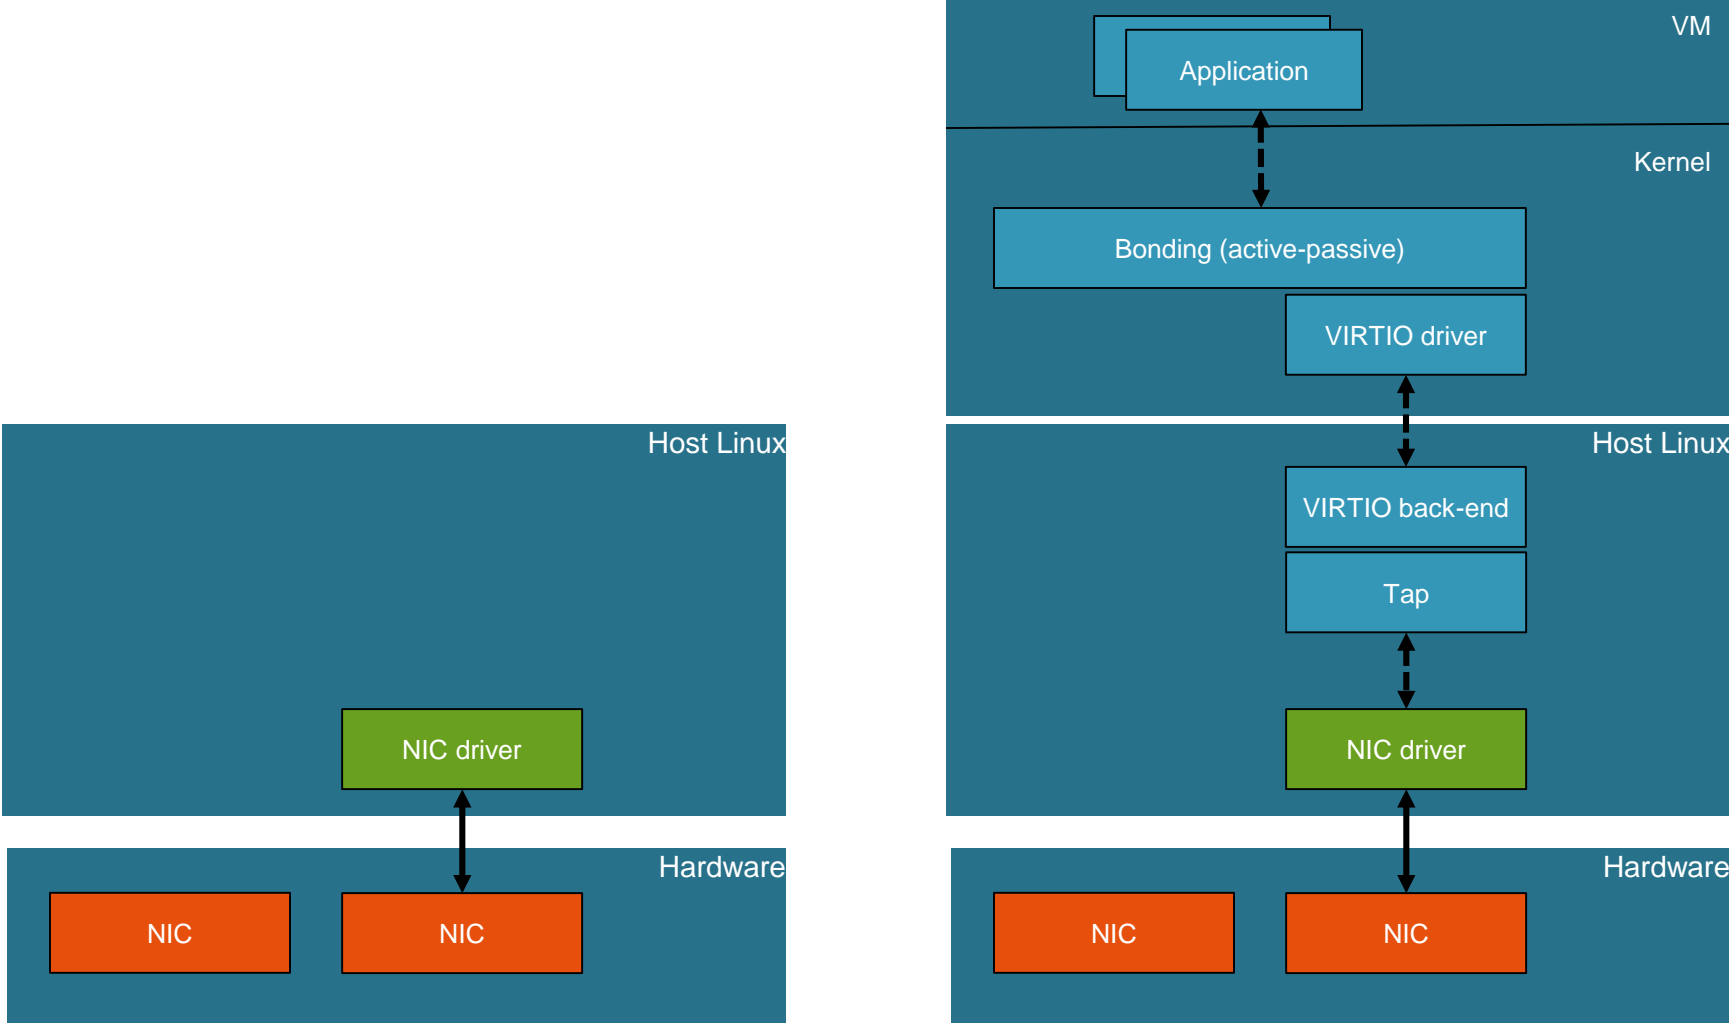 VM
Application
Kernel
Bonding (active-passive)
VIRTIO driver
Host Linux
Host Linux
VIRTIO back-end
Tap
NIC driver
NIC driver
Hardware
Hardware
NIC
NIC
NIC
NIC